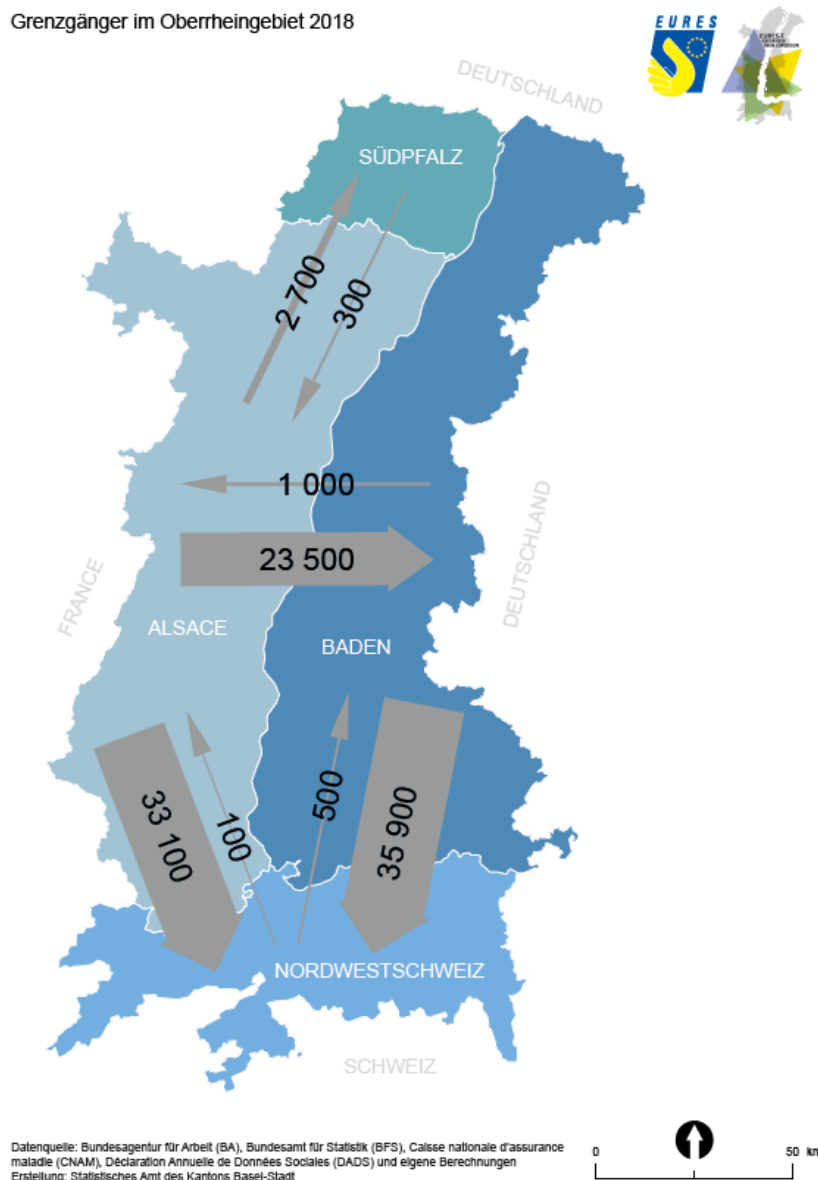 Grenzgänger im Oberrheingebiet 2018
EURES
DEUTSCHLAND
SÜDPFALZ
2 700
300
1 000
23 500
DEUTSCHLAND
FRANCE
ALSACE
BADEN
33 100
100
500
35 900
NORDWESTSCHWEIZ
SCHWEIZ
Datenquelle: Bundesagentur für Arbeit (BA), Bundesamt für Statistik (BFS), Caisse nationale d'assurance
maladie (CNAM), Déclaration Annuelle de Données Sociales (DADS) und eigene Berechnungen
Erstellung: Statistisches Amt des Kantons Basel-Stadt
0 50 km